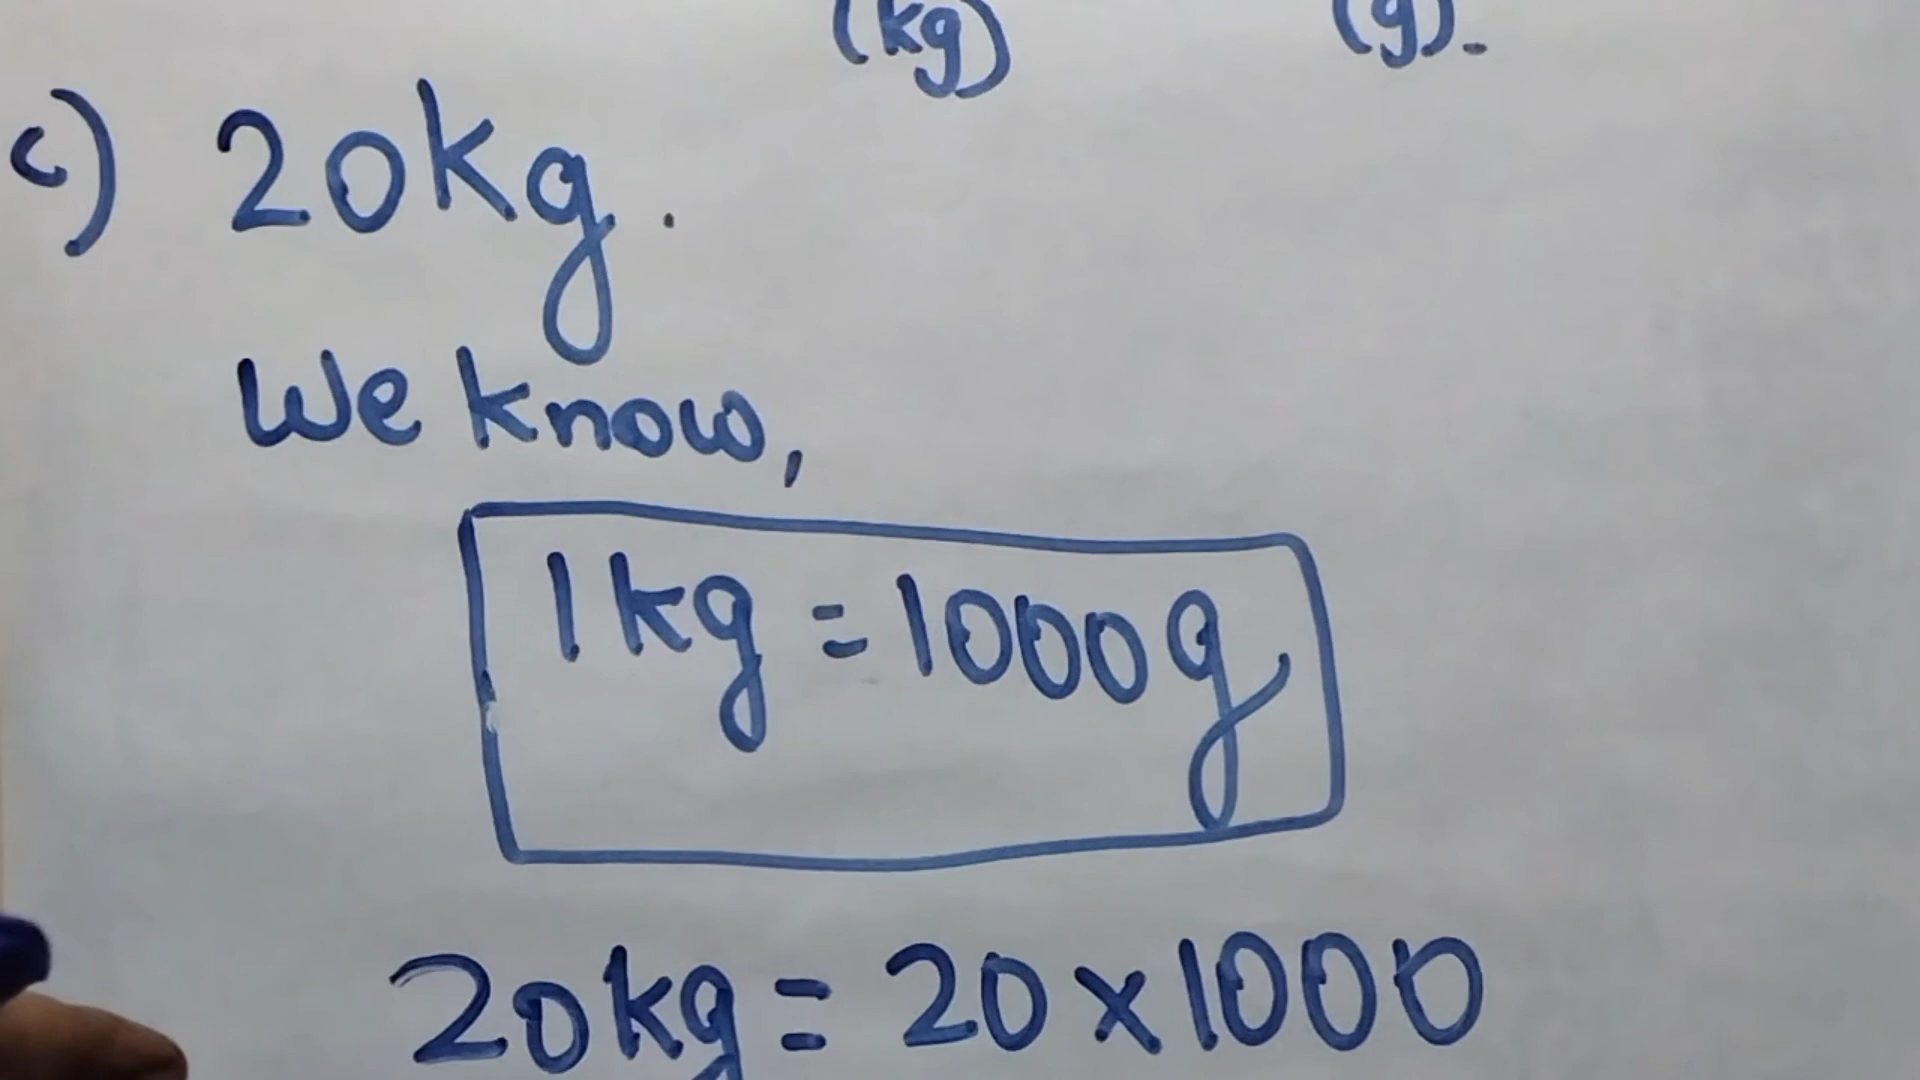 (kg) (g).
c) 20kg.
We know,
1kg = 1000g
20kg = 20 × 1000